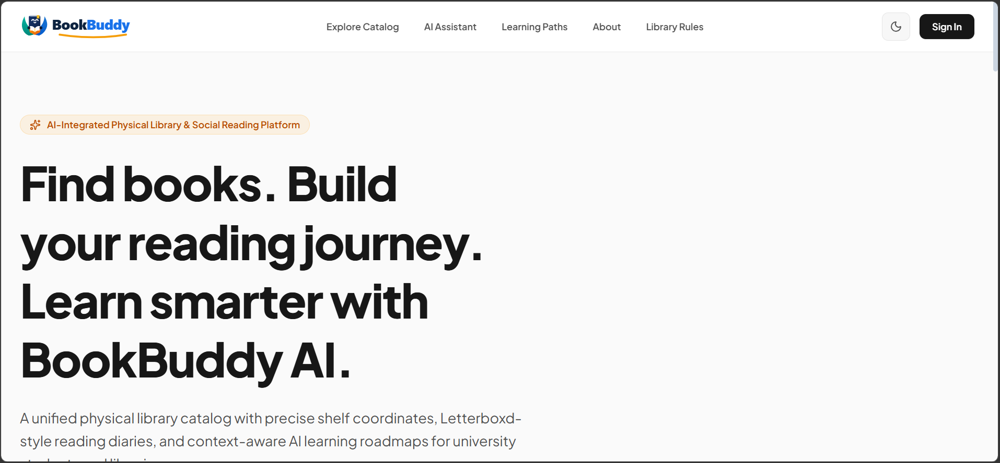 BookBuddy
Explore Catalog
AI Assistant
Learning Paths
About
Library Rules
Sign In
AI-Integrated Physical Library & Social Reading Platform
Find books. Build
your reading journey.
Learn smarter with
BookBuddy AI.
A unified physical library catalog with precise shelf coordinates, Letterboxd-
style reading diaries, and context-aware AI learning roadmaps for university